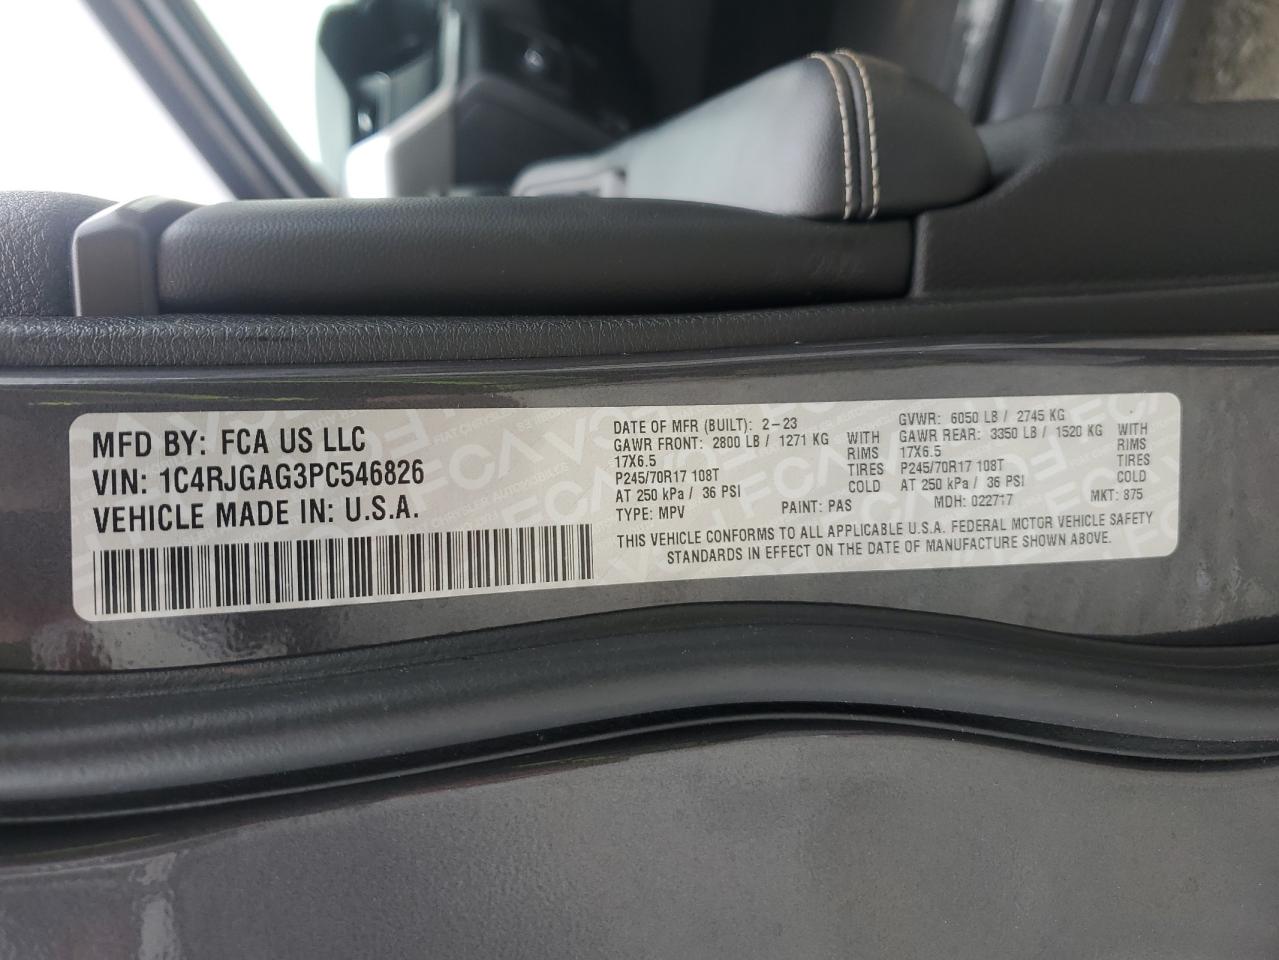 MFD BY: FCA US LLC
VIN: 1C4RJGAG3PC546826
VEHICLE MADE IN: U.S.A.
DATE OF MFR (BUILT): 2-23
GAWR FRONT: 2800 LB / 1271 KG WITH
17X6.5 RIMS
P245/70R17 108T TIRES
AT 250 kPa / 36 PSI COLD
TYPE: MPV PAINT: PAS
GVWR: 6050 LB / 2745 KG
GAWR REAR: 3350 LB / 1520 KG WITH
17X6.5 RIMS
P245/70R17 108T TIRES
AT 250 kPa / 36 PSI COLD
MDH: 022717 MKT: 875
THIS VEHICLE CONFORMS TO ALL APPLICABLE U.S.A. FEDERAL MOTOR VEHICLE SAFETY
STANDARDS IN EFFECT ON THE DATE OF MANUFACTURE SHOWN ABOVE.